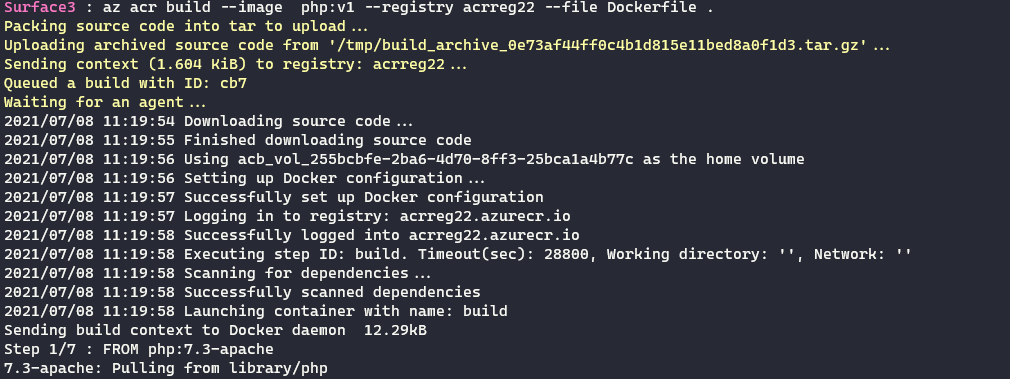 Surface3 : az acr build --image  php:v1 --registry acrreg22 --file Dockerfile .
Packing source code into tar to upload...
Uploading archived source code from '/tmp/build_archive_0e73af44ff0c4b1d815e11bed8a0f1d3.tar.gz'...
Sending context (1.604 KiB) to registry: acrreg22...
Queued a build with ID: cb7
Waiting for an agent...
2021/07/08 11:19:54 Downloading source code...
2021/07/08 11:19:55 Finished downloading source code
2021/07/08 11:19:56 Using acb_vol_255bcbfe-2ba6-4d70-8ff3-25bca1a4b77c as the home volume
2021/07/08 11:19:56 Setting up Docker configuration...
2021/07/08 11:19:57 Successfully set up Docker configuration
2021/07/08 11:19:57 Logging in to registry: acrreg22.azurecr.io
2021/07/08 11:19:58 Successfully logged into acrreg22.azurecr.io
2021/07/08 11:19:58 Executing step ID: build. Timeout(sec): 28800, Working directory: '', Network: ''
2021/07/08 11:19:58 Scanning for dependencies...
2021/07/08 11:19:58 Successfully scanned dependencies
2021/07/08 11:19:58 Launching container with name: build
Sending build context to Docker daemon  12.29kB
Step 1/7 : FROM php:7.3-apache
7.3-apache: Pulling from library/php